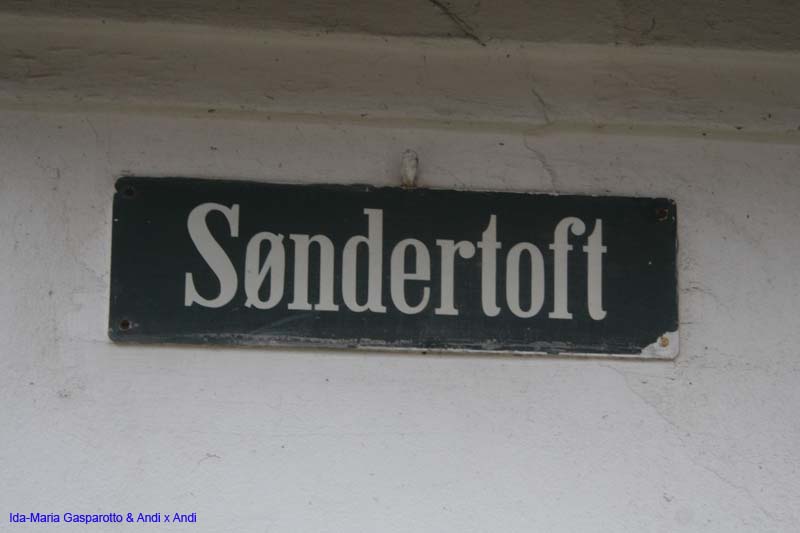 Søndertoft
Ida-Maria Gasparotto & Andi x Andi